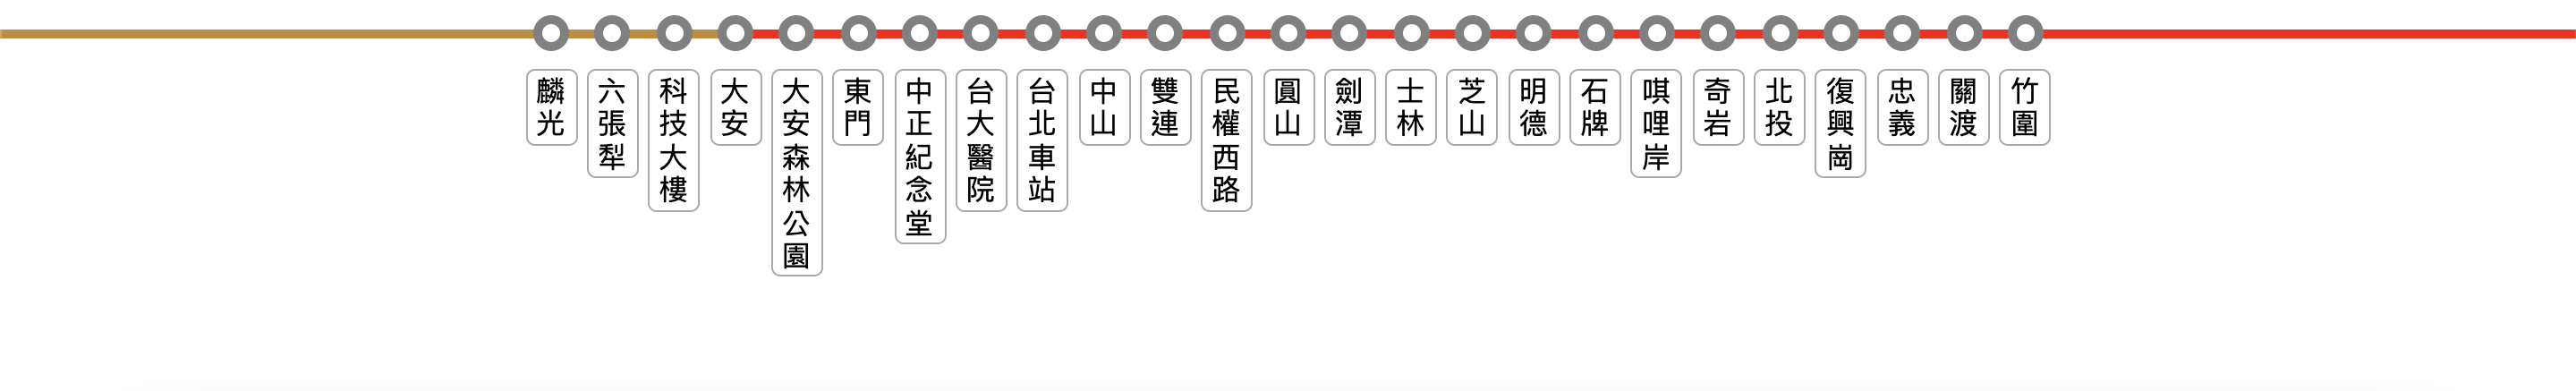 麟光
六張犁
科技大樓
大安
大安森林公園
東門
中正紀念堂
台大醫院
台北車站
中山
雙連
民權西路
圓山
劍潭
士林
芝山
明德
石牌
唭哩岸
奇岩
北投
復興崗
忠義
關渡
竹圍